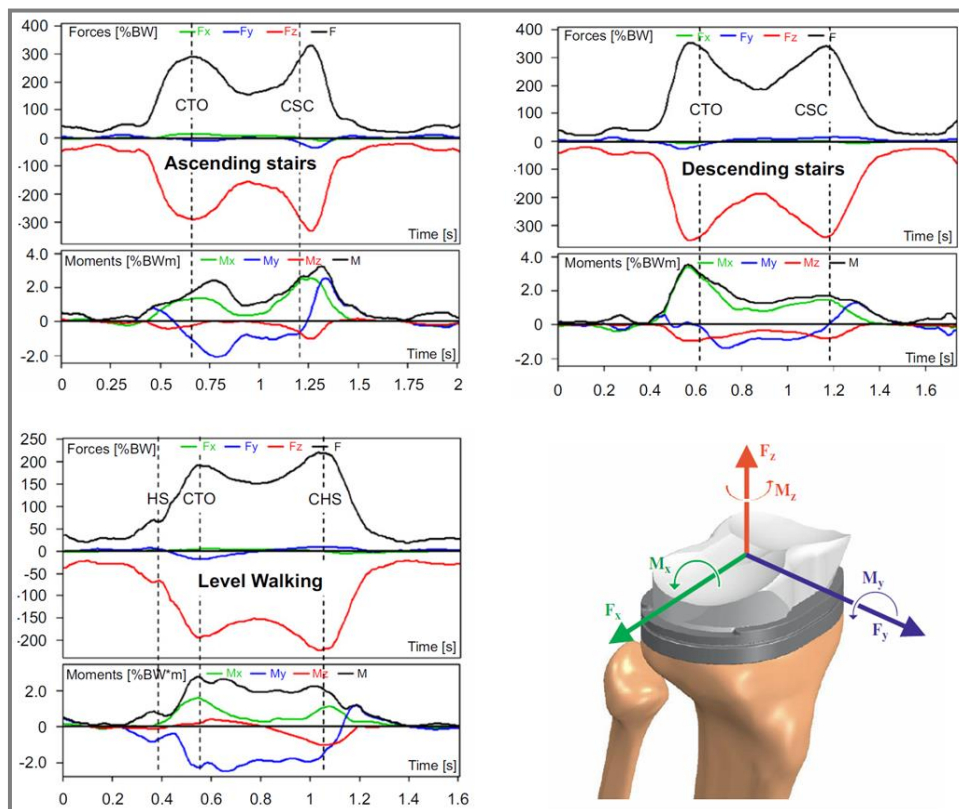 Forces [%BW] Fx Fy Fz F
400
300
200
100
0
-100
-200
-300
CTO CSC
Ascending stairs
Time [s]
Moments [%BWm] Mx My Mz M
4.0
2.0
0
-2.0
Time [s]
0 0.25 0.5 0.75 1 1.25 1.5 1.75 2
Forces [%BW] Fx Fy Fz F
400
300
200
100
0
-100
200
300
CTO CSC
Descending stairs
Time [s]
Moments [%BWm] Mx My Mz M
4.0
2.0
0
-2.0
Time [s]
0 0.2 0.4 0.6 0.8 1 1.2 1.4 1.6
Forces [%BW] Fx Fy Fz F
250
200
150
100
50
0
-50
-100
-150
-200
HS CTO CHS
Level Walking
Time [s]
Moments [%BW*m] Mx My Mz M
2.0
0
-2.0
0 0.2 0.4 0.6 0.8 1 1.2 1.4 1.6
Fz
Mz
Mx
My
Fx
Fy